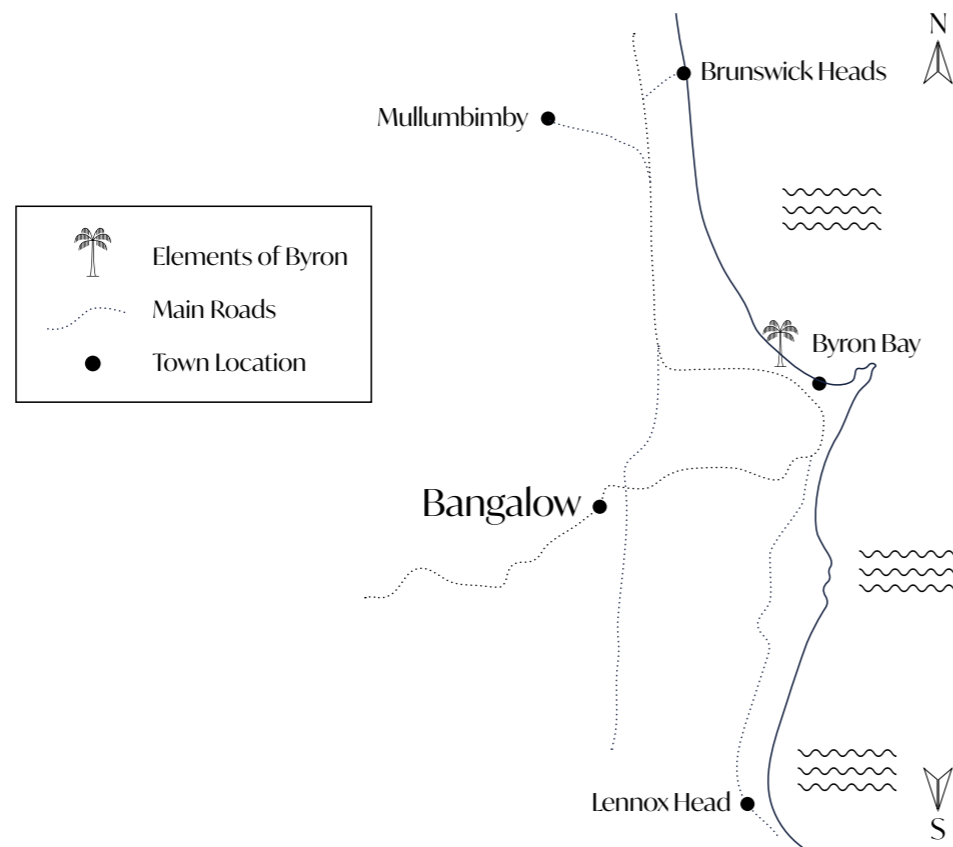 N
Brunswick Heads
Mullumbimby
Elements of Byron
Main Roads
Town Location
Byron Bay
Bangalow
Lennox Head
S